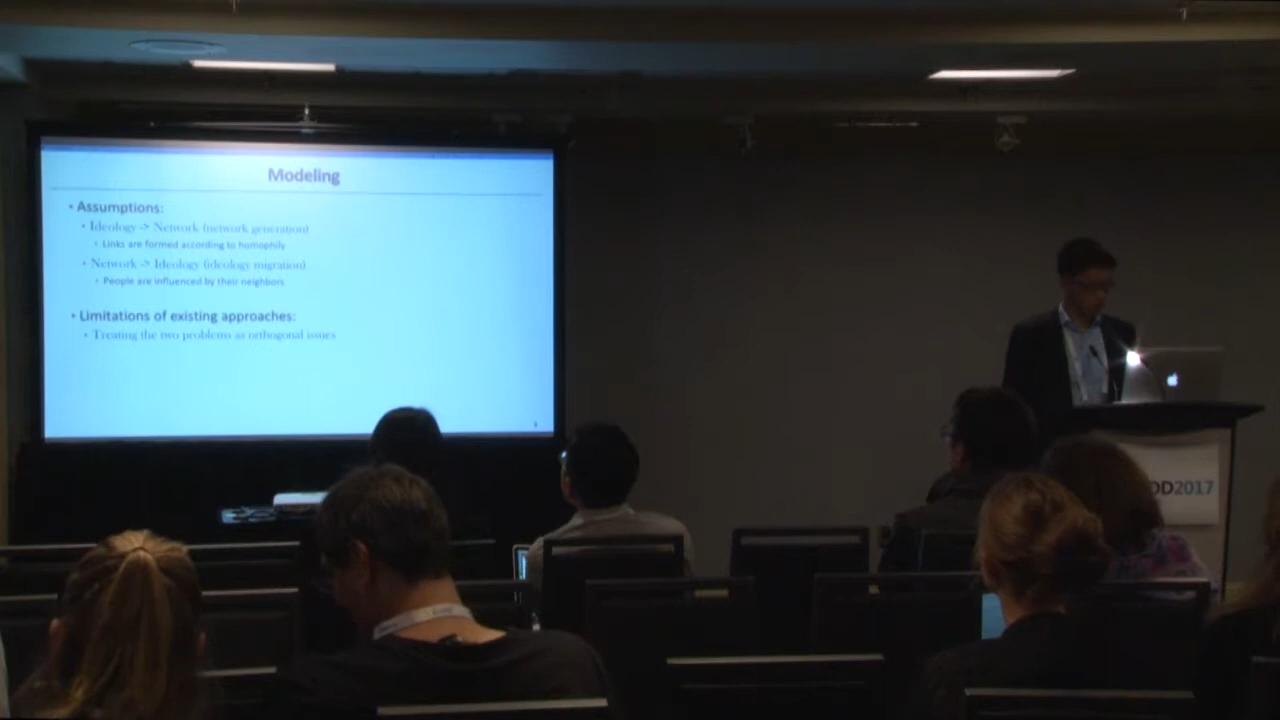 Modeling
• Assumptions:
• Ideology -> Network (network generation)
• Links are formed according to homophily
• Network -> Ideology (ideology migration)
• People are influenced by their neighbors
• Limitations of existing approaches:
• Treating the two problems as orthogonal issues
DD2017